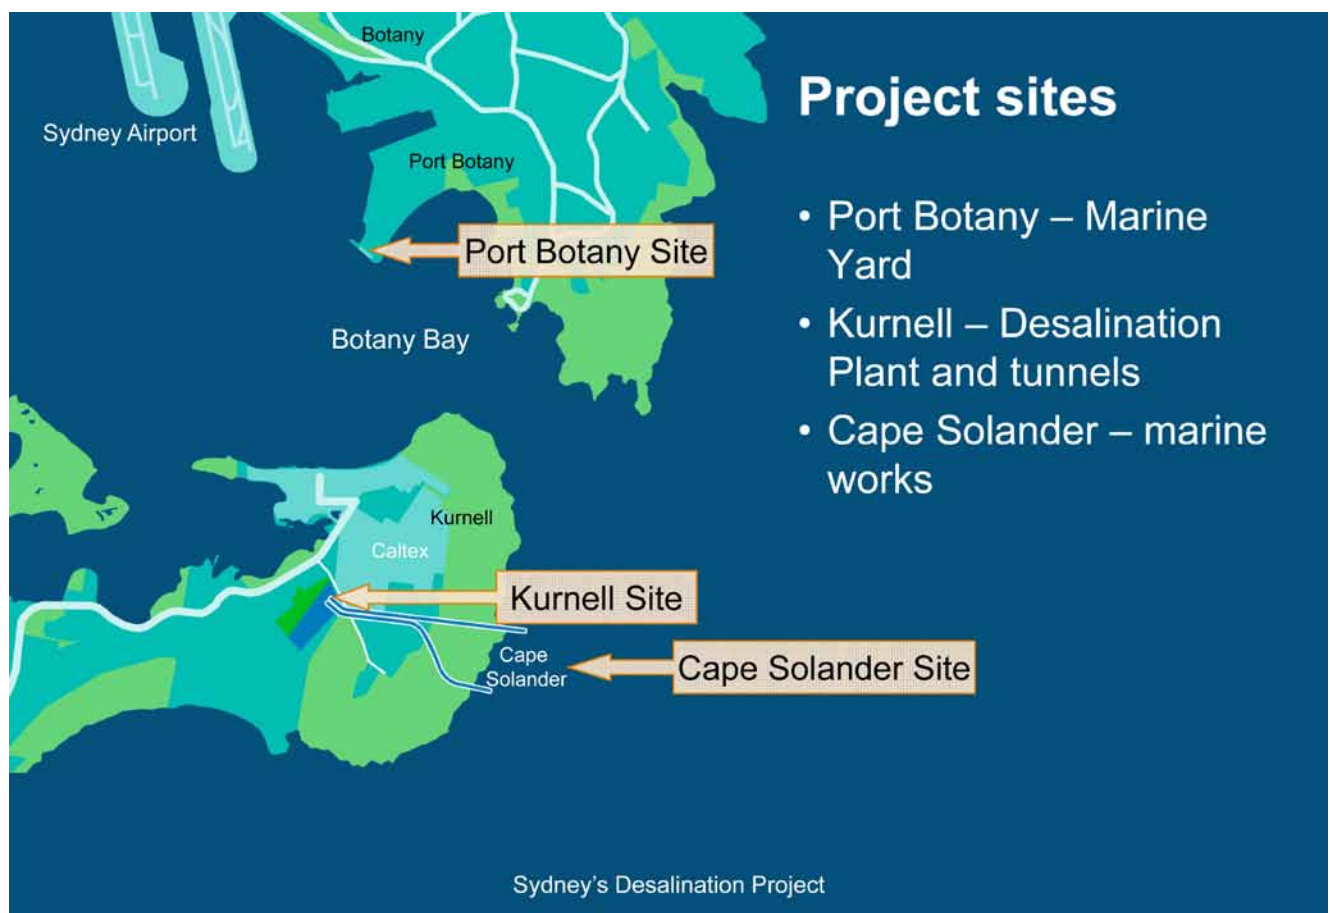 Botany
Sydney Airport
Port Botany
Port Botany Site
Botany Bay
Kurnell
Caltex
Kurnell Site
Cape
Solander
Cape Solander Site
Project sites
• Port Botany – Marine
Yard
• Kurnell – Desalination
Plant and tunnels
• Cape Solander – marine
works
Sydney's Desalination Project